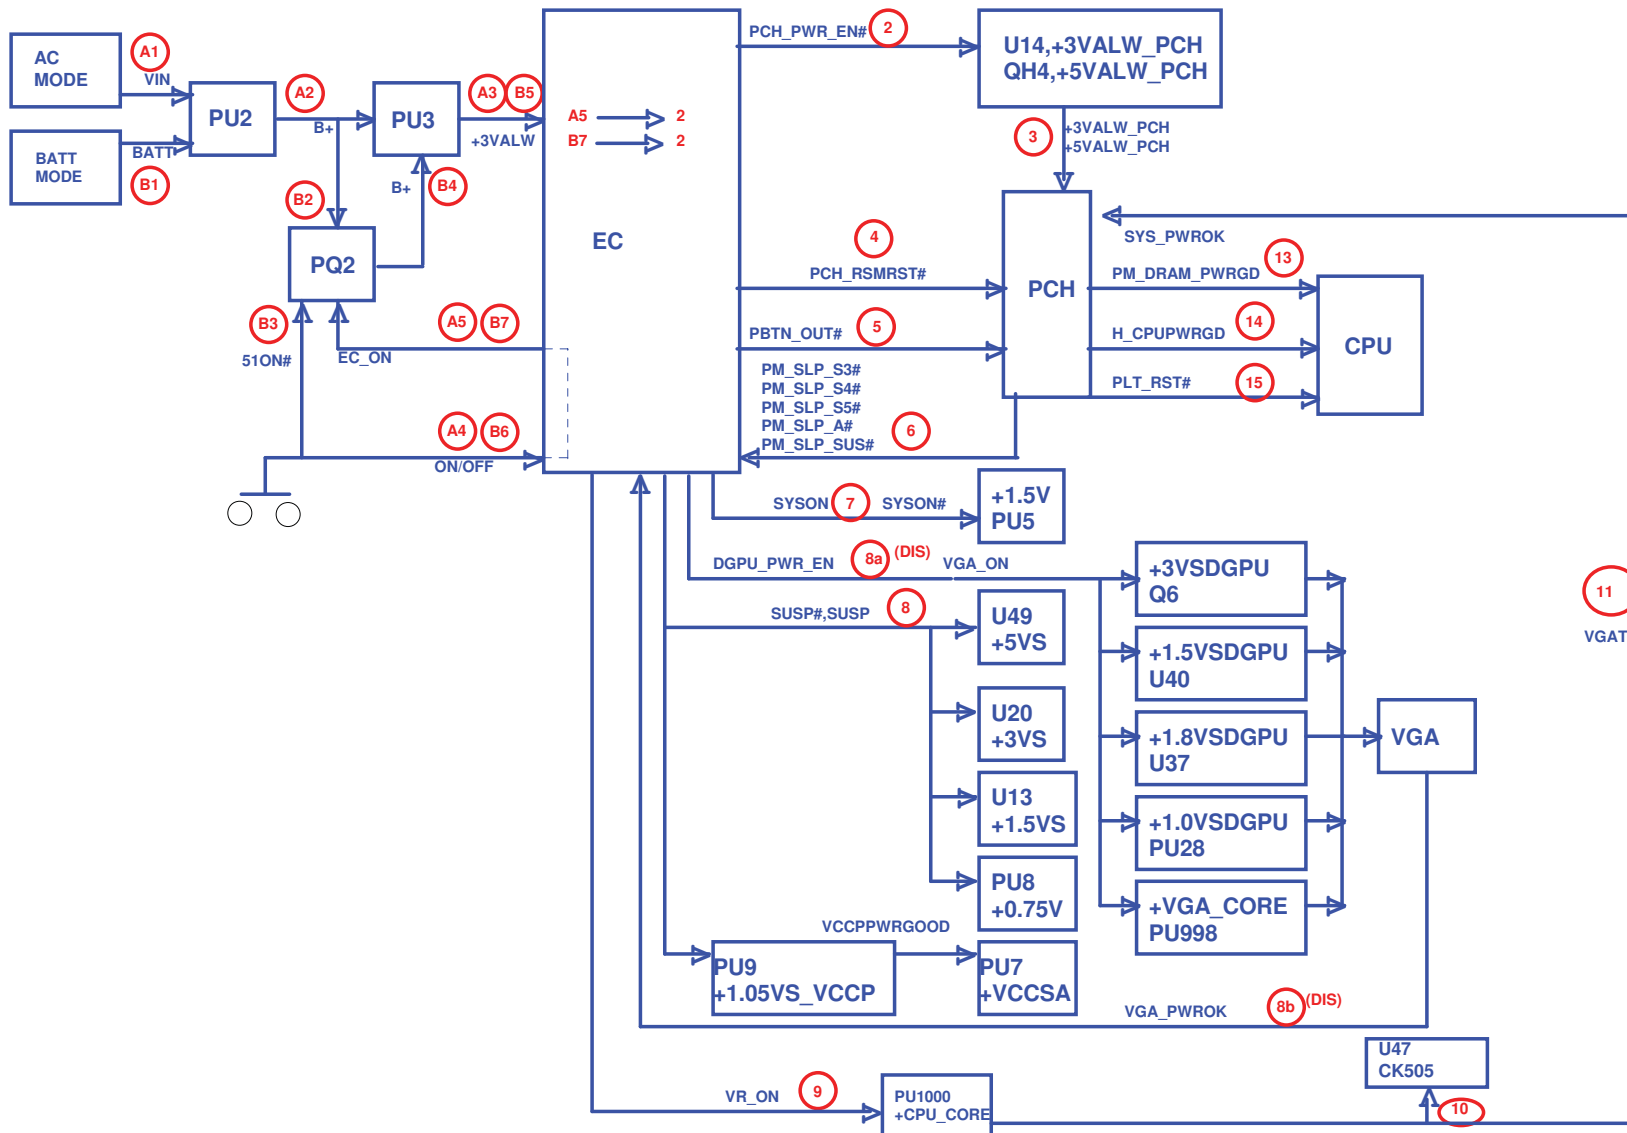 AC
MODE
A1
VIN
BATT
MODE
BATT
B1
PU2
A2
B+
PU3
A3
B5
+3VALW
B2
B+
B4
PQ2
B3
51ON#
A5
B7
EC_ON
A4
B6
ON/OFF
A5
2
B7
2
EC
PCH_PWR_EN#
2
U14,+3VALW_PCH
QH4,+5VALW_PCH
3
+3VALW_PCH
+5VALW_PCH
4
PCH_RSMRST#
PBTN_OUT#
5
PCH
SYS_PWROK
PM_DRAM_PWRGD
13
H_CPUPWRGD
14
PLT_RST#
15
CPU
PM_SLP_S3#
PM_SLP_S4#
PM_SLP_S5#
PM_SLP_A#
PM_SLP_SUS#
6
SYSON
7
SYSON#
+1.5V
PU5
DGPU_PWR_EN
8a
(DIS)
VGA_ON
SUSP#,SUSP
8
U49
+5VS
U20
+3VS
U13
+1.5VS
PU8
+0.75V
VCCPPWRGOOD
PU9
+1.05VS_VCCP
PU7
+VCCSA
+3VSDGPU
Q6
+1.5VSDGPU
U40
+1.8VSDGPU
U37
+1.0VSDGPU
PU28
+VGA_CORE
PU998
VGA
11
VGAT
VGA_PWROK
8b
(DIS)
U47
CK505
VR_ON
9
PU1000
+CPU_CORE
10